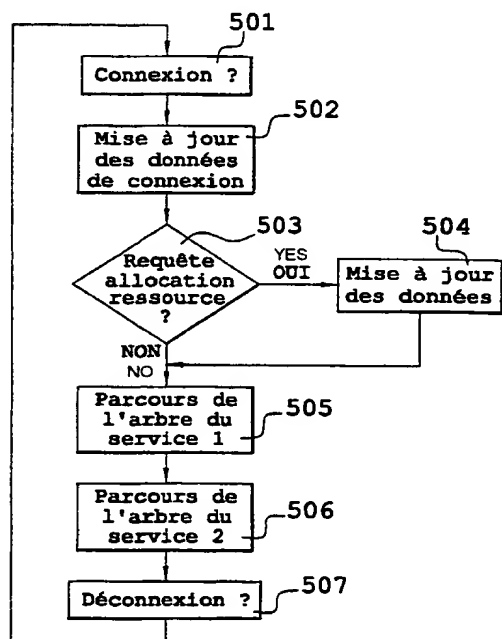 501
Connexion ?
502
Mise à jour
des données
de connexion
503
Requête
allocation
ressource
?
YES
OUI
504
Mise à jour
des données
NON
NO
505
Parcours de
l'arbre du
service 1
506
Parcours de
l'arbre du
service 2
507
Déconnexion ?